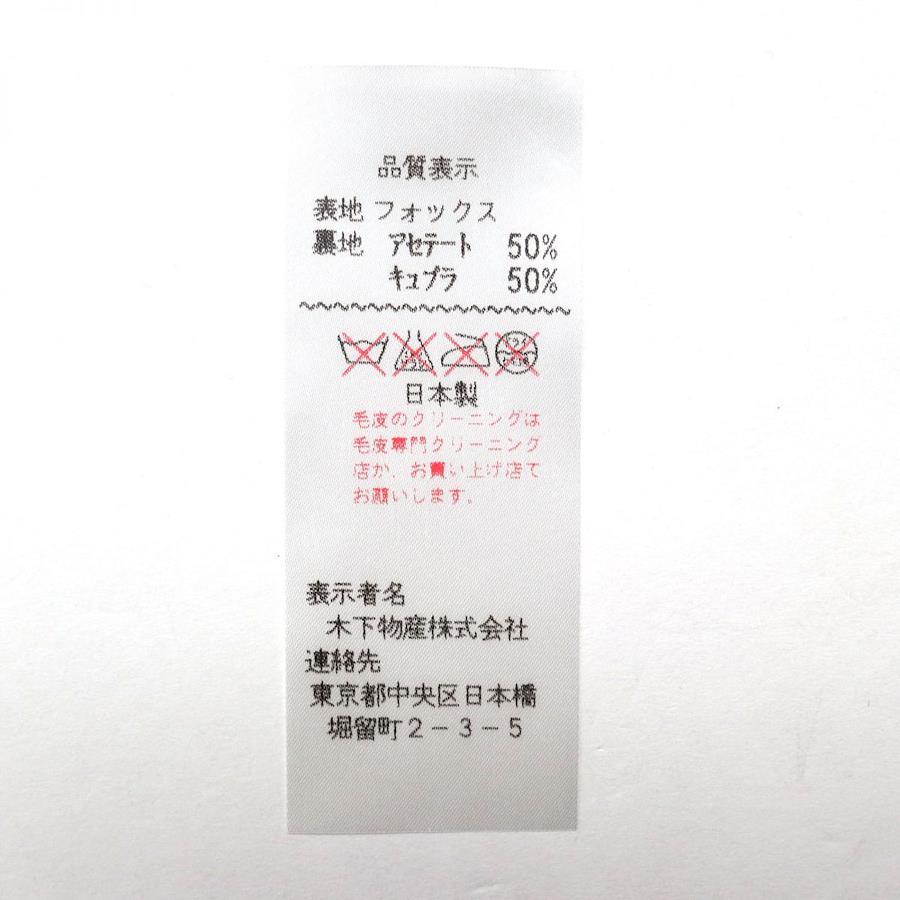 品質表示
表地 フォックス
裏地 アセテート 50%
キュプラ 50%
日本製
毛皮のクリーニングは
毛皮専門クリーニング
店か、お買い上げ店で
お願いします。
表示者名
木下物産株式会社
連絡先
東京都中央区日本橋
堀留町2-3-5